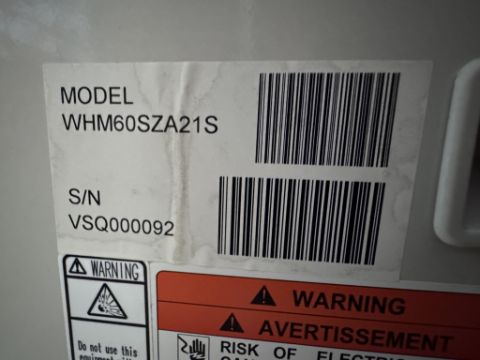 MODEL
WHM60SZA21S
S/N
VSQ000092
WARNING
Do not use this
WARNING
AVERTISSEMENT
RISK OF ELECTRIC